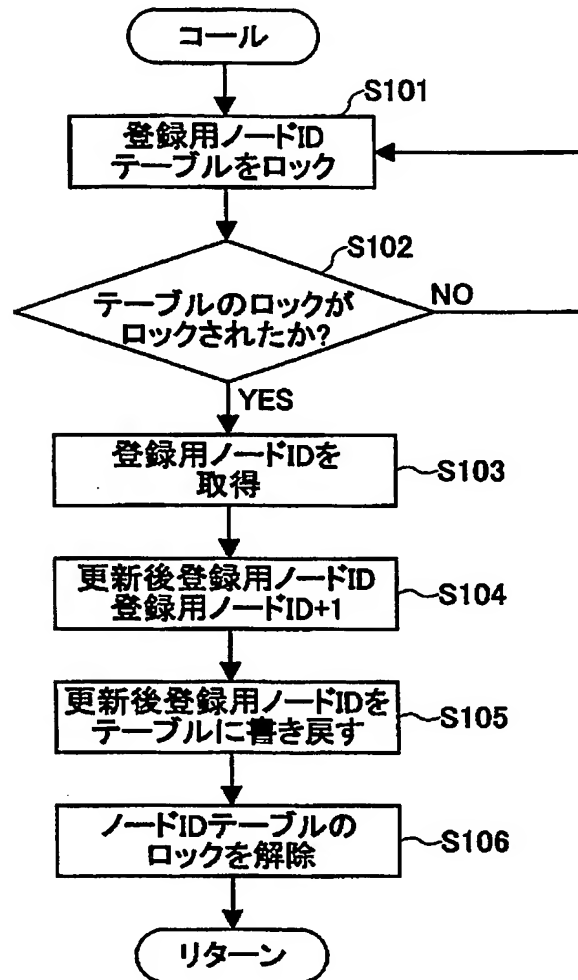 コール
S101
登録用ノードID
テーブルをロック
S102
テーブルのロックが
ロックされたか?
NO
YES
登録用ノードIDを
取得
S103
更新後登録用ノードID
登録用ノードID+1
S104
更新後登録用ノードIDを
テーブルに書き戻す
S105
ノードIDテーブルの
ロックを解除
S106
リターン